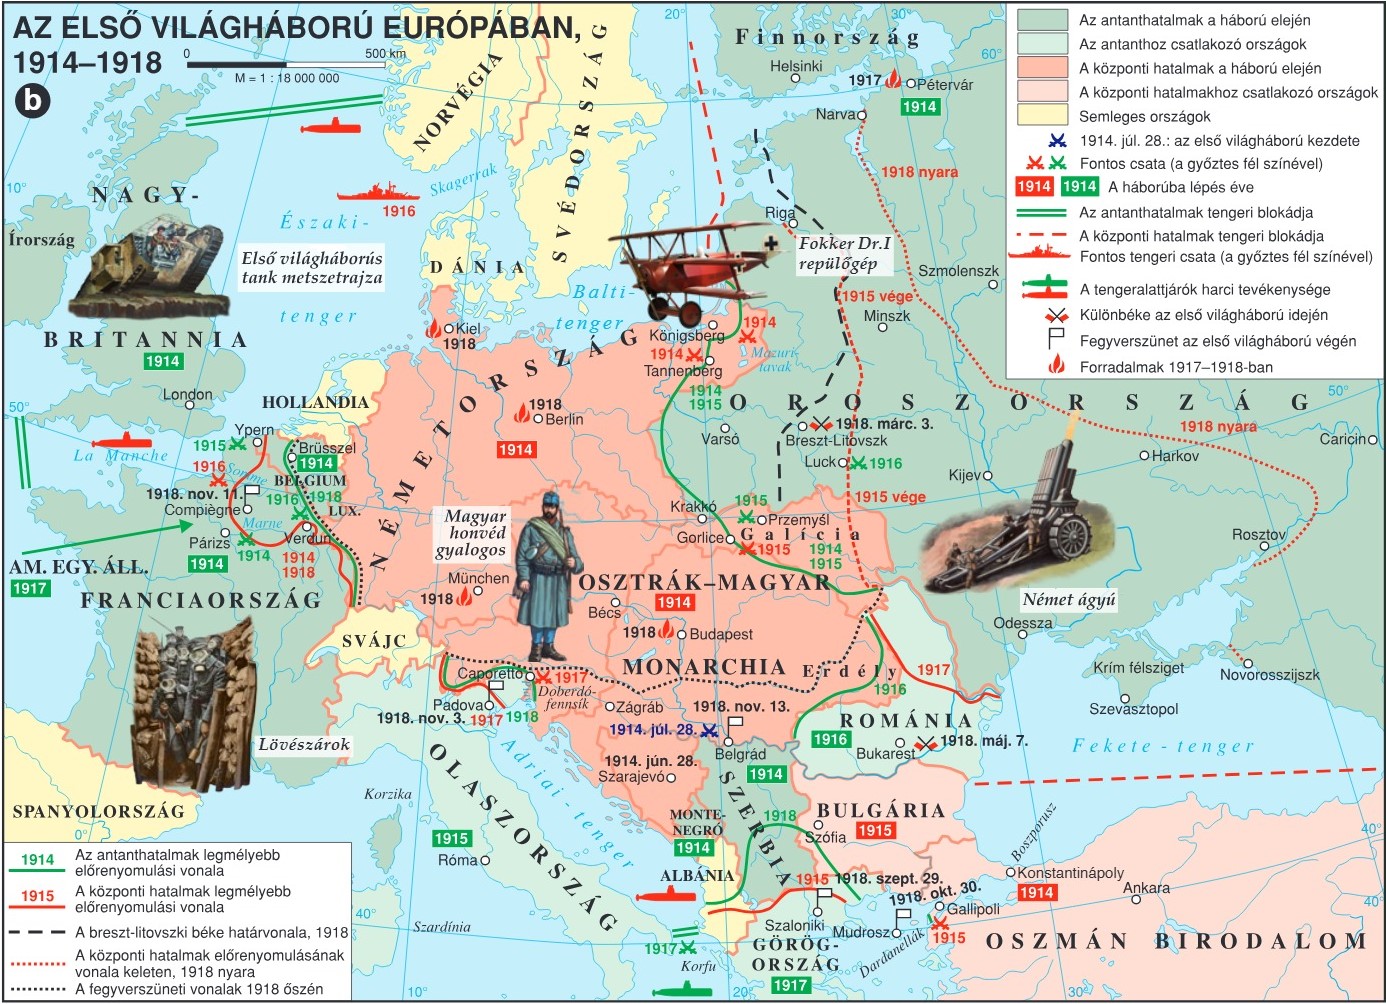 AZ ELSŐ VILÁGHÁBORÚ EURÓPÁBAN,
1914–1918
0 km 500 km
M = 1 : 18 000 000
b
Az antanthatalmak a háború elején
Az antanthoz csatlakozó országok
A központi hatalmak a háború elején
A központi hatalmakhoz csatlakozó országok
Semleges országok
1914. júl. 28.: az első világháború kezdete
Fontos csata (a győztes fél színével)
1914 1914 A háborúba lépés éve
Az antanthatalmak tengeri blokádja
A központi hatalmak tengeri blokádja
Fontos tengeri csata (a győztes fél színével)
A tengeralattjárók harci tevékenysége
Különbéke az első világháború idején
Fegyverszünet az első világháború végén
Forradalmak 1917–1918-ban
20°
30°
60°
Finnország
Helsinki
1917
Pétervár
1914
Narva
1918 nyara
NORVÉGIA
SVÉDORSZÁG
Skagerrak
1916
10°
NAGY-
Írország
Északi-
tenger
Első világháborús
tank metszetrajza
DÁNIA
Riga
Fokker Dr.I
repülőgép
Szmolenszk
Balti-
tenger
1915 vége
Minszk
BRITANNIA
1914
Kiel
1918
Königsberg
1914
1914
Tannenberg
Mazuri-
tavak
1914
1915
London
HOLLANDIA
NÉMETORSZÁG
1918
Berlin
1914
OROSZORSZÁG
50°
50°
1918 nyara
Varsó
1918. márc. 3.
Breszt-Litovszk
Luck
1916
Caricin
Harkov
Kijev
Ypern
1915
La Manche
Brüsszel
1914
1916
Somme
BELGIUM
1918. nov. 11.
Compiègne
1916
1918
LUX.
Marne
Párizs
1914
1914
Verdun
1914
1918
AM. EGY. ÁLL.
1917
FRANCIAORSZÁG
Magyar
honvéd
gyalogos
1915 vége
Krakkó
1915
Przemyśl
Gorlice
Galícia
1915
1914
1915
Rosztov
München
1918
OSZTRÁK–MAGYAR
1914
Bécs
1918
Budapest
MONARCHIA
Erdély
1916
1917
Német ágyú
Odessza
SVÁJC
Krím félsziget
Szevasztopol
Novorosszijszk
Caporetto
1917
Doberdó-
fennsík
Padova
1918. nov. 3.
1917
1918
Zágráb
1918. nov. 13.
1914. júl. 28.
Belgrád
1914
1914. jún. 28.
Szarajevó
ROMÁNIA
1916
Bukarest
1918. máj. 7.
Fekete-tenger
Lövészárok
SPANYOLORSZÁG
0°
Korzika
OLASZORSZÁG
Adriai-tenger
1915
Róma
Szardínia
40°
10°
MONTE-
NEGRÓ
1914
SZERBIA
1918
BULGÁRIA
1915
Szófia
ALBÁNIA
1915
1918. szept. 29.
Szaloniki
1918. okt. 30.
Mudrosz
Gallipoli
1915
Dardanellák
Boszporusz
Konstantinápoly
1914
Ankara
40°
OSZMÁN BIRODALOM
GÖRÖG-
ORSZÁG
1917
1917
Korfu
20°
30°
1914 Az antanthatalmak legmélyebb
előrenyomulási vonala
1915 A központi hatalmak legmélyebb
előrenyomulási vonala
A breszt-litovszki béke határvonala, 1918
A központi hatalmak előrenyomulásának
vonala keleten, 1918 nyara
A fegyverszüneti vonalak 1918 őszén